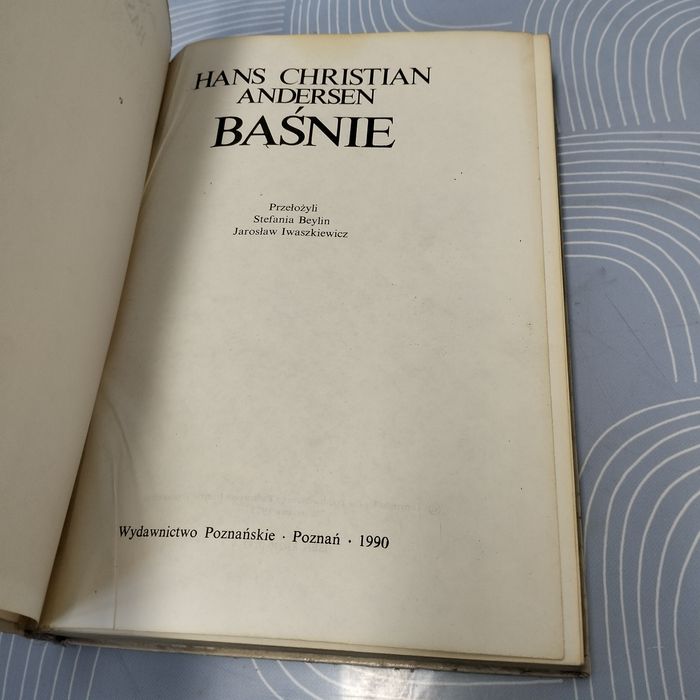 HANS CHRISTIAN
ANDERSEN
BAŚNIE
Przełożyli
Stefania Beylin
Jarosław Iwaszkiewicz
Wydawnictwo Poznańskie · Poznań · 1990